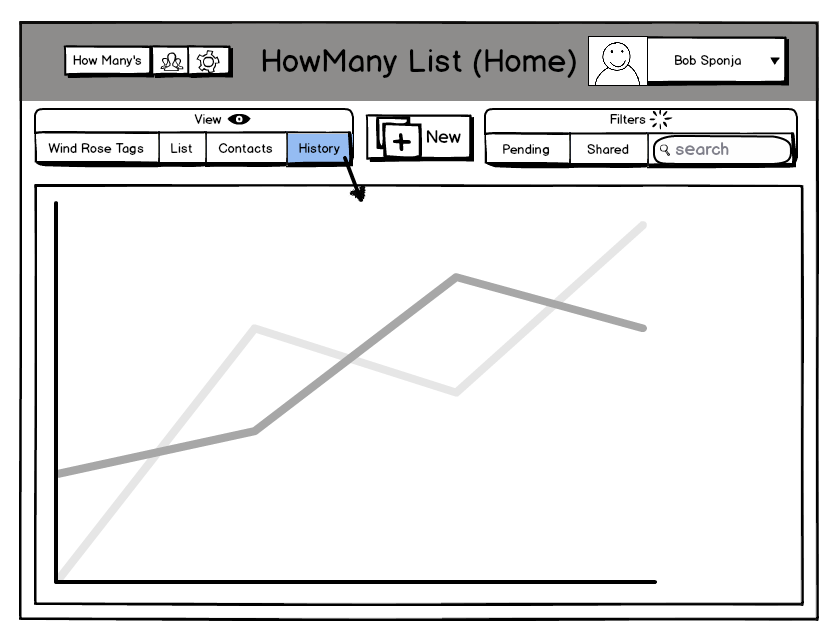 How Many's
HowMany List (Home)
Bob Sponja
View
Filters
Wind Rose Tags
List
Contacts
History
New
Pending
Shared
search